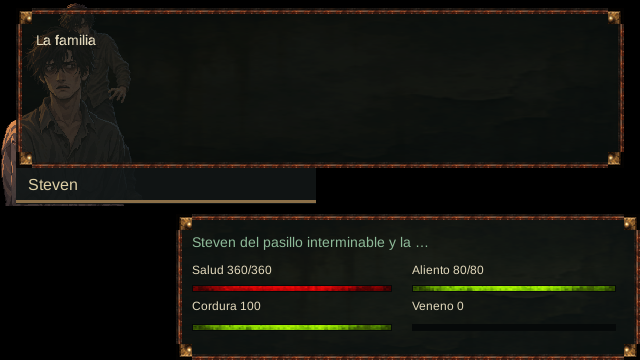 La familia
Steven
Steven del pasillo interminable y la …
Salud 360/360
Aliento 80/80
Cordura 100
Veneno 0